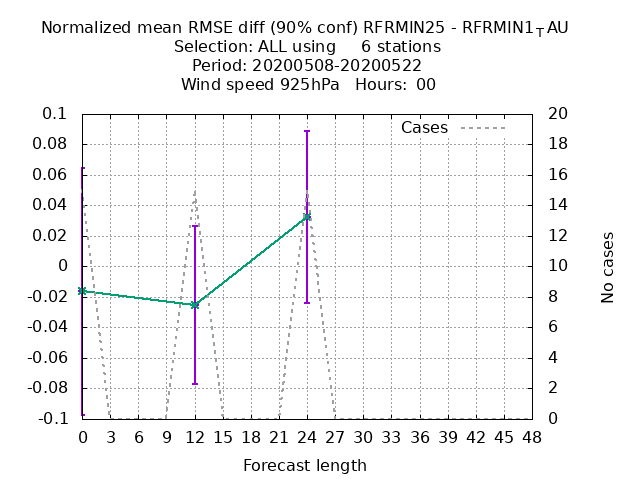 Normalized mean RMSE diff (90% conf) RFRMIN25 - RFRMIN1_TAU
Selection: ALL using     6 stations
Period: 20200508-20200522
Wind speed 925hPa   Hours:  00
Cases
0.1
0.08
0.06
0.04
0.02
0
-0.02
-0.04
-0.06
-0.08
-0.1
20
18
16
14
12
10
8
6
4
2
0
No cases
0 3 6 9 12 15 18 21 24 27 30 33 36 39 42 45 48
Forecast length